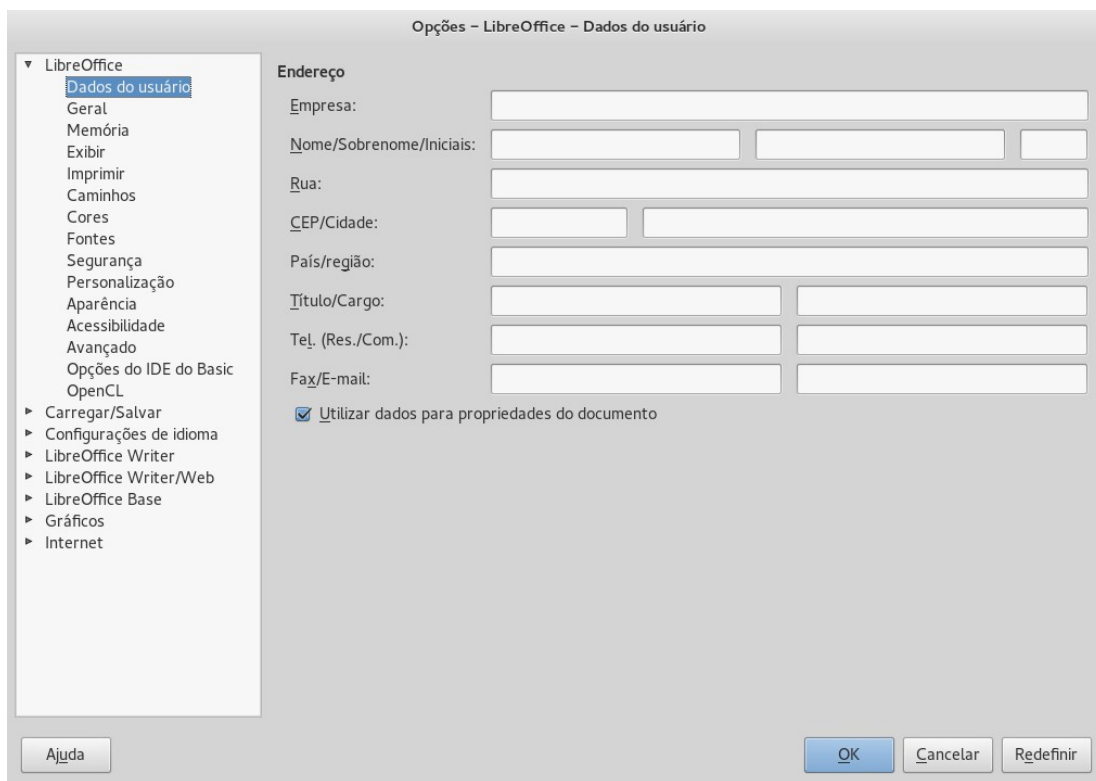 Opções – LibreOffice – Dados do usuário
LibreOffice
Dados do usuário
Geral
Memória
Exibir
Imprimir
Caminhos
Cores
Fontes
Segurança
Personalização
Aparência
Acessibilidade
Avançado
Opções do IDE do Basic
OpenCL
Carregar/Salvar
Configurações de idioma
LibreOffice Writer
LibreOffice Writer/Web
LibreOffice Base
Gráficos
Internet
Endereço
Empresa:
Nome/Sobrenome/Iniciais:
Rua:
CEP/Cidade:
País/região:
Título/Cargo:
Tel. (Res./Com.):
Fax/E-mail:
Utilizar dados para propriedades do documento
Ajuda
OK
Cancelar
Redefinir